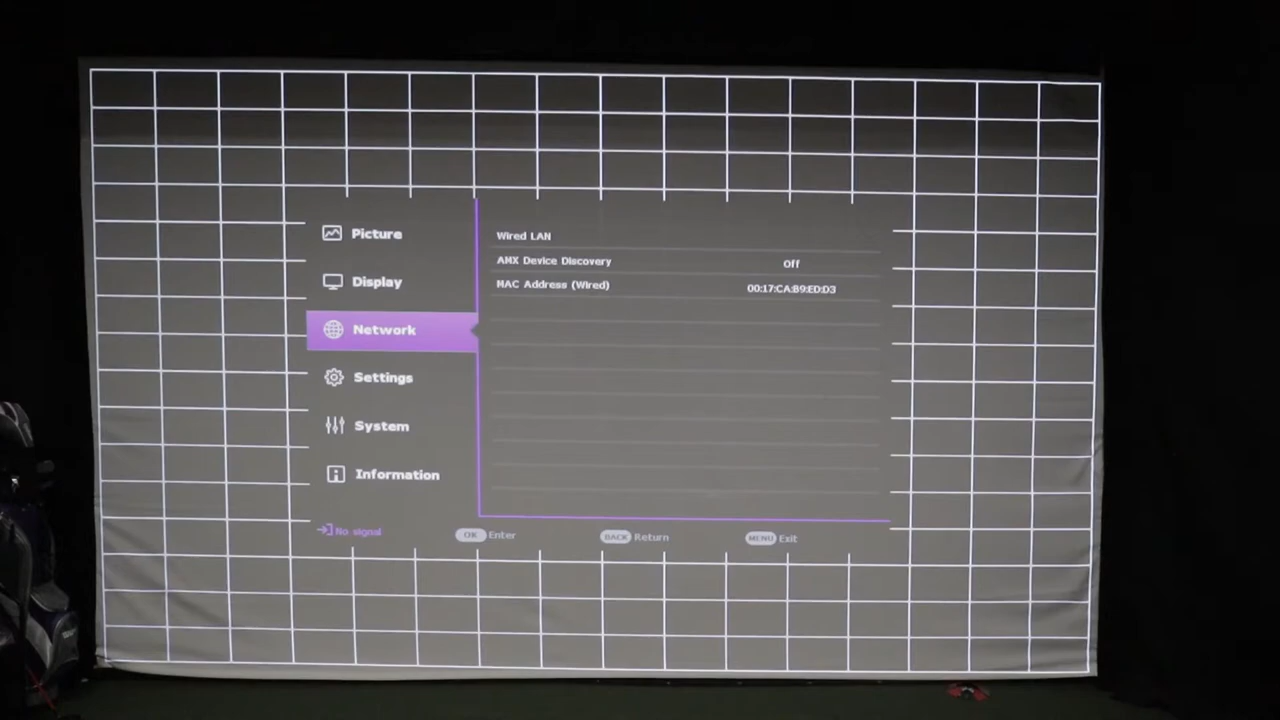 Picture
Display
Network
Settings
System
Information
Wired LAN
AMX Device Discovery Off
MAC Address (Wired) 00:17:CA:B9:ED:D3
No signal
OK Enter
BACK Return
MENU Exit